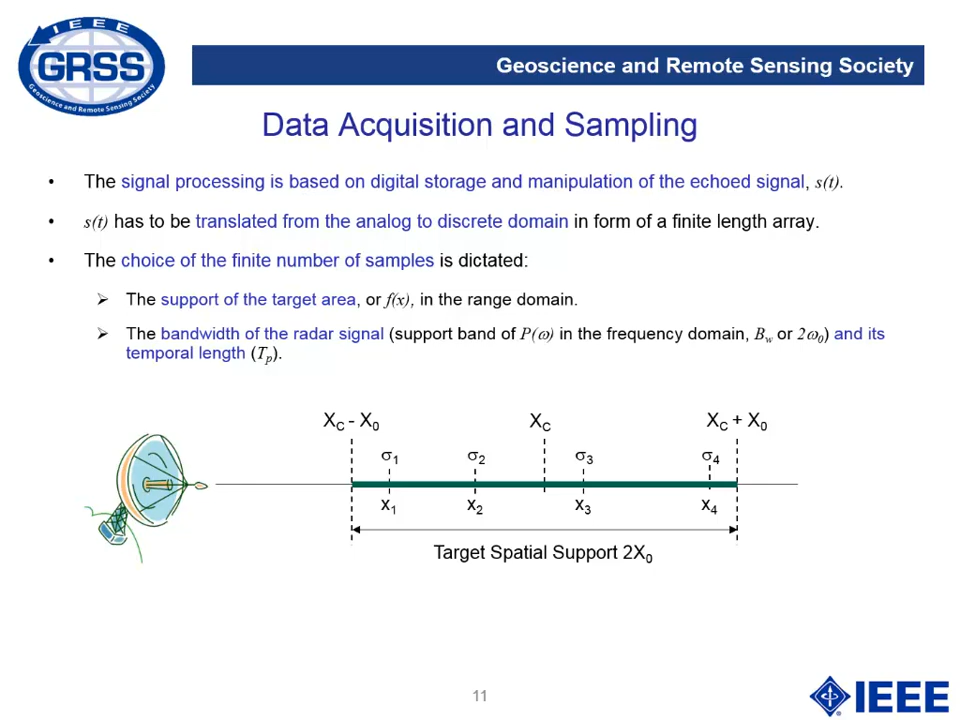 IEEE
GRSS
Geoscience and Remote Sensing Society
Geoscience and Remote Sensing Society
Data Acquisition and Sampling
• The signal processing is based on digital storage and manipulation of the echoed signal, s(t).
• s(t) has to be translated from the analog to discrete domain in form of a finite length array.
• The choice of the finite number of samples is dictated:
➢ The support of the target area, or f(x), in the range domain.
➢ The bandwidth of the radar signal (support band of P(ω) in the frequency domain, Bw or 2ω0) and its
temporal length (Tp).
XC - X0 XC XC + X0
σ1 σ2 σ3 σ4
x1 x2 x3 x4
Target Spatial Support 2X0
11
IEEE